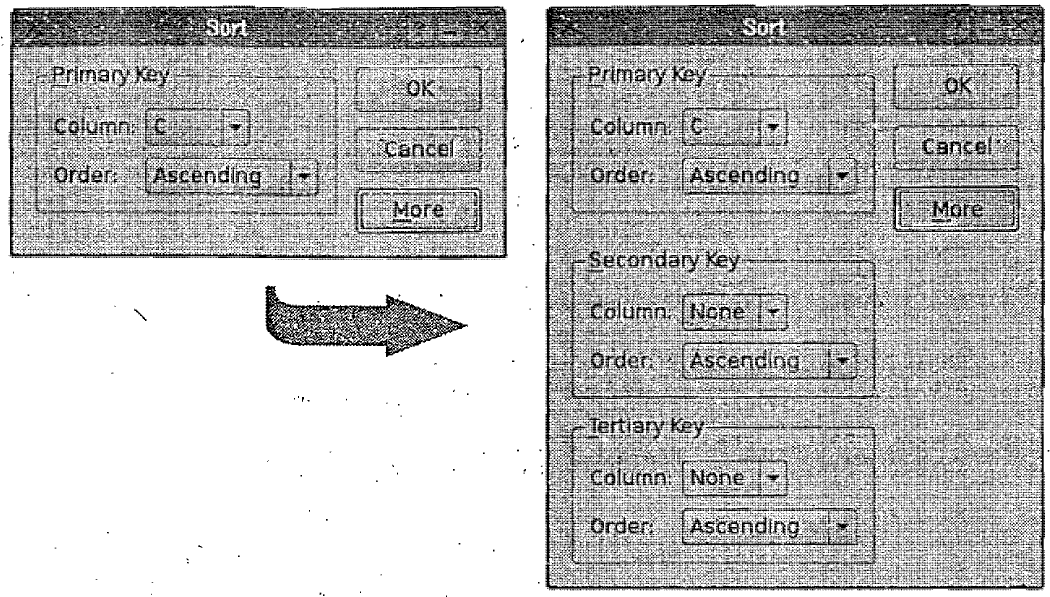 Sort
Primary Key
Column: C
Order: Ascending
OK
Cancel
More
Sort
Primary Key
Column: C
Order: Ascending
OK
Cancel
More
Secondary Key
Column: None
Order: Ascending
Tertiary Key
Column: None
Order: Ascending